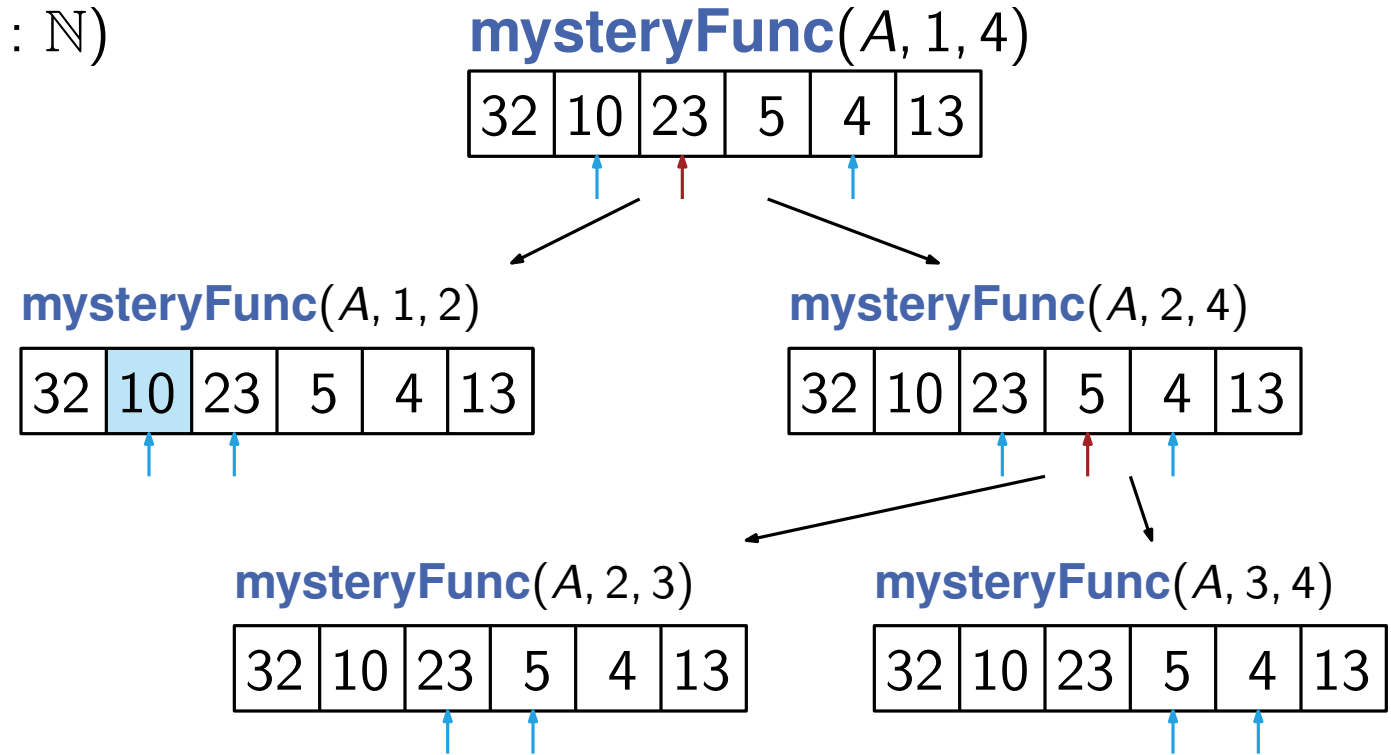 : ℕ)
mysteryFunc(A, 1, 4)
32 10 23 5 4 13
mysteryFunc(A, 1, 2)
32 10 23 5 4 13
mysteryFunc(A, 2, 4)
32 10 23 5 4 13
mysteryFunc(A, 2, 3)
32 10 23 5 4 13
mysteryFunc(A, 3, 4)
32 10 23 5 4 13